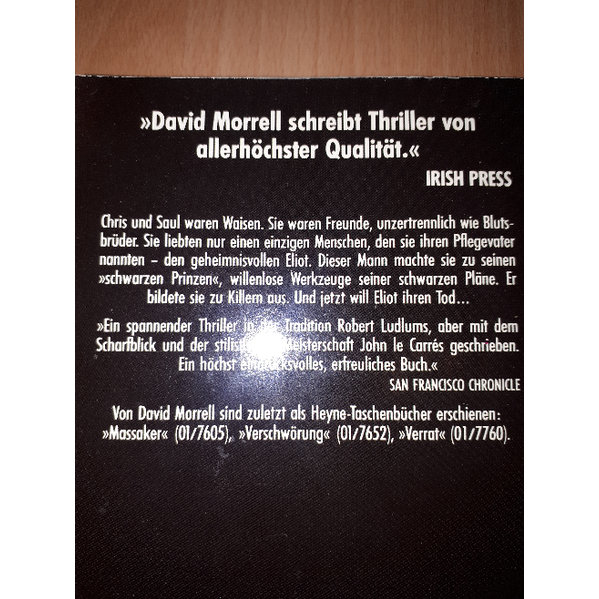 »David Morrell schreibt Thriller von
allerhöchster Qualität.«
IRISH PRESS
Chris und Saul waren Waisen. Sie waren Freunde, unzertrennlich wie Bluts-
brüder. Sie liebten nur einen einzigen Menschen, den sie ihren Pflegevater
nannten – den geheimnisvollen Eliot. Dieser Mann machte sie zu seinen
»schwarzen Prinzen«, willenlose Werkzeuge seiner schwarzen Pläne. Er
bildete sie zu Killern aus. Und jetzt will Eliot ihren Tod...
»Ein spannender Thriller in der Tradition Robert Ludlums, aber mit dem
Scharfblick und der Meisterschaft John le Carrés geschrieben.
Ein höchst erfreuliches Buch.«
SAN FRANCISCO CHRONICLE
Von David Morrell sind zuletzt als Heyne-Taschenbücher erschienen:
»Massaker« (01/7605), »Verschwörung« (01/7652), »Verrat« (01/7760).